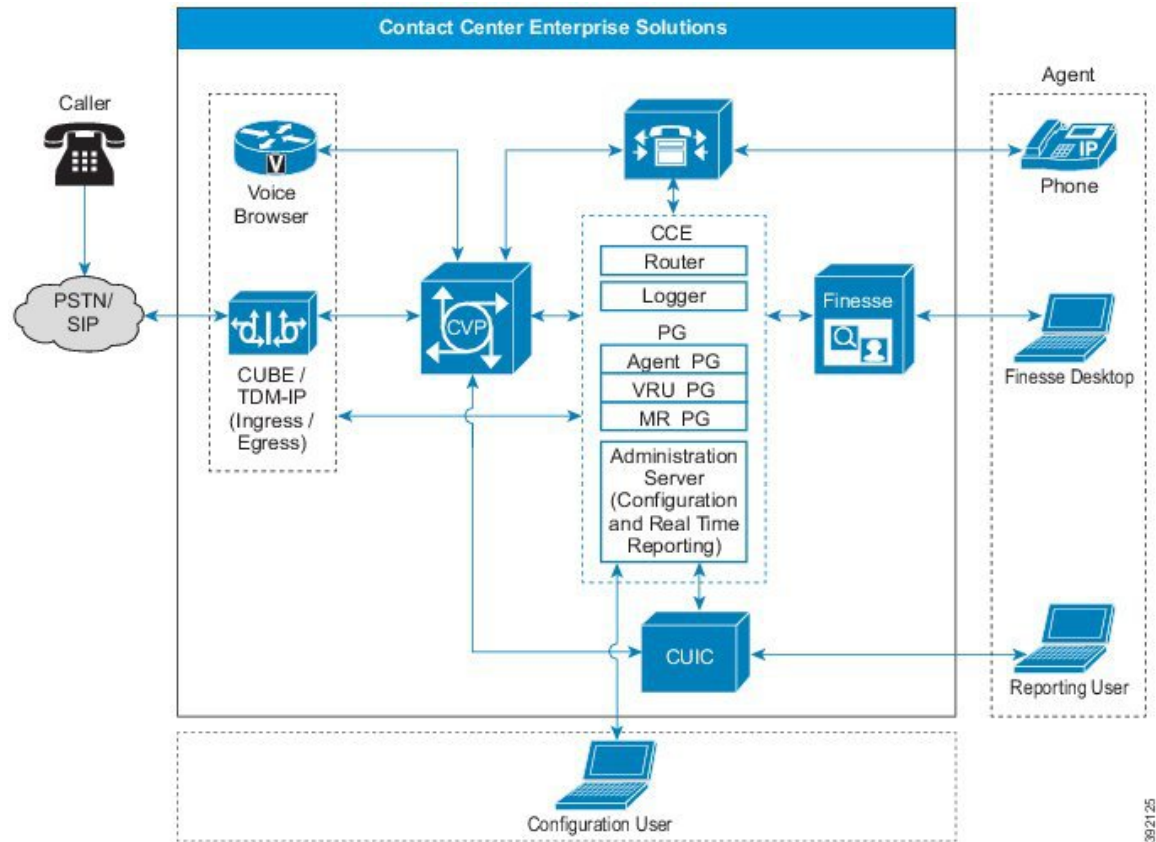 Contact Center Enterprise Solutions
Caller
PSTN/
SIP
Voice
Browser
V
CUBE /
TDM-IP
(Ingress /
Egress)
CVP
CCE
Router
Logger
PG
Agent PG
VRU PG
MR PG
Administration
Server
(Configuration
and Real Time
Reporting)
Finesse
CUIC
Agent
IP
Phone
Finesse Desktop
Reporting User
Configuration User
392125